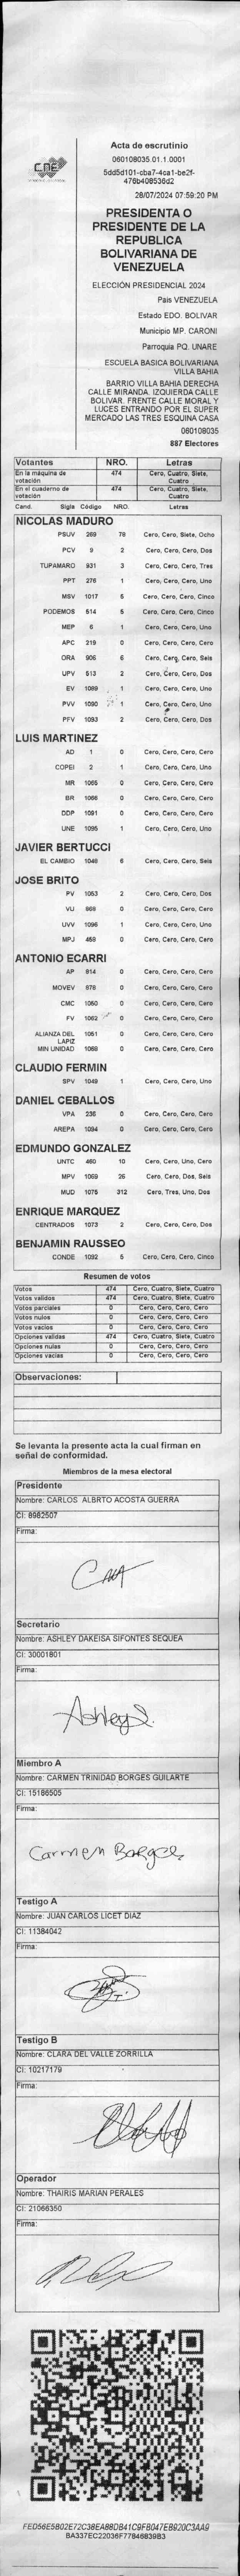 CNE
Acta de escrutinio
060108035.01.1.0001
5dd5d101-cba7-4ca1-be2f-
476b408536d2
28/07/2024 07:59:20 PM
PRESIDENTA O
PRESIDENTE DE LA
REPUBLICA
BOLIVARIANA DE
VENEZUELA
ELECCIÓN PRESIDENCIAL 2024
Pais VENEZUELA
Estado EDO. BOLIVAR
Municipio MP. CARONI
Parroquia PQ. UNARE
ESCUELA BASICA BOLIVARIANA
VILLA BAHIA
BARRIO VILLA BAHIA DERECHA
CALLE MIRANDA. IZQUIERDA CALLE
BOLIVAR. FRENTE CALLE MORAL Y
LUCES ENTRANDO POR EL SUPER
MERCADO LAS TRES ESQUINA CASA
060108035
887 Electores
Votantes NRO. Letras
En la máquina de votación 474 Cero, Cuatro, Siete, Cuatro
En el cuaderno de votación 474 Cero, Cuatro, Siete, Cuatro
Cand. Sigla Código NRO. Letras
NICOLAS MADURO
PSUV 269 78 Cero, Cero, Siete, Ocho
PCV 9 2 Cero, Cero, Cero, Dos
TUPAMARO 931 3 Cero, Cero, Cero, Tres
PPT 276 1 Cero, Cero, Cero, Uno
MSV 1017 5 Cero, Cero, Cero, Cinco
PODEMOS 514 5 Cero, Cero, Cero, Cinco
MEP 6 1 Cero, Cero, Cero, Uno
APC 219 0 Cero, Cero, Cero, Cero
ORA 906 6 Cero, Cero, Cero, Seis
UPV 513 2 Cero, Cero, Cero, Dos
EV 1089 1 Cero, Cero, Cero, Uno
PVV 1090 1 Cero, Cero, Cero, Uno
PFV 1093 2 Cero, Cero, Cero, Dos
LUIS MARTINEZ
AD 1 0 Cero, Cero, Cero, Cero
COPEI 2 1 Cero, Cero, Cero, Uno
MR 1065 0 Cero, Cero, Cero, Cero
BR 1066 0 Cero, Cero, Cero, Cero
DDP 1091 0 Cero, Cero, Cero, Cero
UNE 1095 1 Cero, Cero, Cero, Uno
JAVIER BERTUCCI
EL CAMBIO 1048 6 Cero, Cero, Cero, Seis
JOSE BRITO
PV 1053 2 Cero, Cero, Cero, Dos
VU 868 0 Cero, Cero, Cero, Cero
UVV 1096 1 Cero, Cero, Cero, Uno
MPJ 458 0 Cero, Cero, Cero, Cero
ANTONIO ECARRI
AP 814 0 Cero, Cero, Cero, Cero
MOVEV 878 0 Cero, Cero, Cero, Cero
CMC 1050 0 Cero, Cero, Cero, Cero
FV 1062 0 Cero, Cero, Cero, Cero
ALIANZA DEL LAPIZ 1051 0 Cero, Cero, Cero, Cero
MIN UNIDAD 1068 0 Cero, Cero, Cero, Cero
CLAUDIO FERMIN
SPV 1049 1 Cero, Cero, Cero, Uno
DANIEL CEBALLOS
VPA 236 0 Cero, Cero, Cero, Cero
AREPA 1094 0 Cero, Cero, Cero, Cero
EDMUNDO GONZALEZ
UNTC 460 10 Cero, Cero, Uno, Cero
MPV 1069 26 Cero, Cero, Dos, Seis
MUD 1075 312 Cero, Tres, Uno, Dos
ENRIQUE MARQUEZ
CENTRADOS 1073 2 Cero, Cero, Cero, Dos
BENJAMIN RAUSSEO
CONDE 1092 5 Cero, Cero, Cero, Cinco
Resumen de votos
Votos 474 Cero, Cuatro, Siete, Cuatro
Votos validos 474 Cero, Cuatro, Siete, Cuatro
Votos parciales 0 Cero, Cero, Cero, Cero
Votos nulos 0 Cero, Cero, Cero, Cero
Votos vacios 0 Cero, Cero, Cero, Cero
Opciones validas 474 Cero, Cuatro, Siete, Cuatro
Opciones nulas 0 Cero, Cero, Cero, Cero
Opciones vacias 0 Cero, Cero, Cero, Cero
Observaciones:
Se levanta la presente acta la cual firman en
señal de conformidad.
Miembros de la mesa electoral
Presidente
Nombre: CARLOS ALBRTO ACOSTA GUERRA
CI: 8982507
Firma:
Secretario
Nombre: ASHLEY DAKEISA SIFONTES SEQUEA
CI: 30001801
Firma:
Ashley S.
Miembro A
Nombre: CARMEN TRINIDAD BORGES GUILARTE
CI: 15186505
Firma:
Carmen Borges
Testigo A
Nombre: JUAN CARLOS LICET DIAZ
CI: 11384042
Firma:
Testigo B
Nombre: CLARA DEL VALLE ZORRILLA
CI: 10217179
Firma:
Operador
Nombre: THAIRIS MARIAN PERALES
CI: 21066350
Firma:
FED56E5B02E72C38EA88DB41C9FB047EB920C3AA9
BA337EC22036F77846839B3